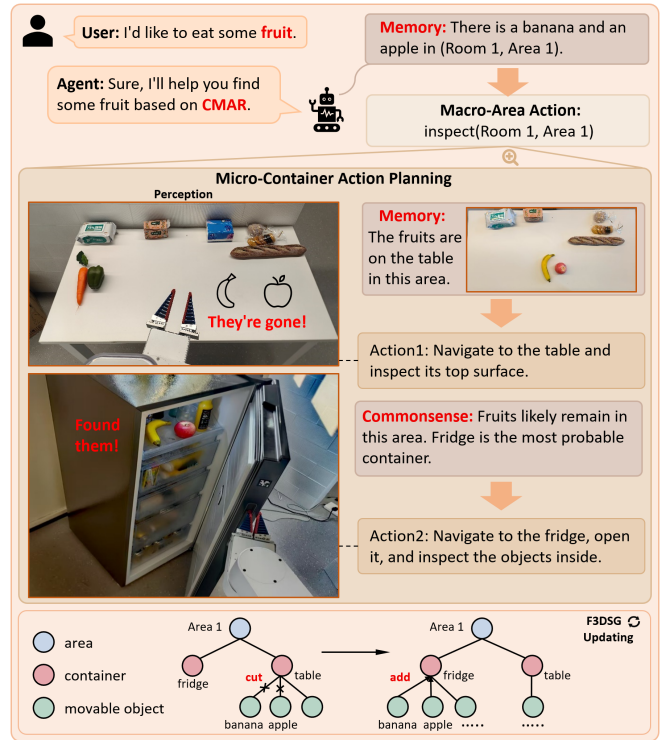 User: I'd like to eat some fruit.
Memory: There is a banana and an
apple in (Room 1, Area 1).
Agent: Sure, I'll help you find
some fruit based on CMAR.
Macro-Area Action:
inspect(Room 1, Area 1)
Micro-Container Action Planning
Perception
They're gone!
Memory:
The fruits are
on the table
in this area.
Action1: Navigate to the table and
inspect its top surface.
Found
them!
Commonsense: Fruits likely remain in
this area. Fridge is the most probable
container.
Action2: Navigate to the fridge, open
it, and inspect the objects inside.
area
container
movable object
Area 1
fridge
cut
table
banana apple
Area 1
add
fridge
table
banana apple ..... .....
F3DSG
Updating